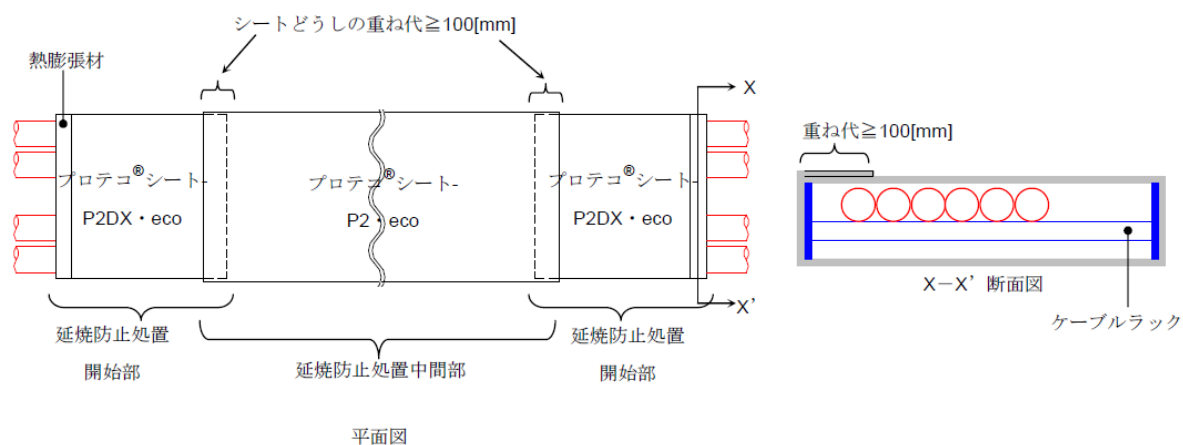 シートどうしの重ね代≧100[mm]
熱膨張材
X
重ね代≧100[mm]
プロテコ®シート-
P2DX・eco
プロテコ®シート-
P2・eco
プロテコ®シート-
P2DX・eco
X'
X－X’断面図
ケーブルラック
延焼防止処置
開始部
延焼防止処置中間部
延焼防止処置
開始部
平面図